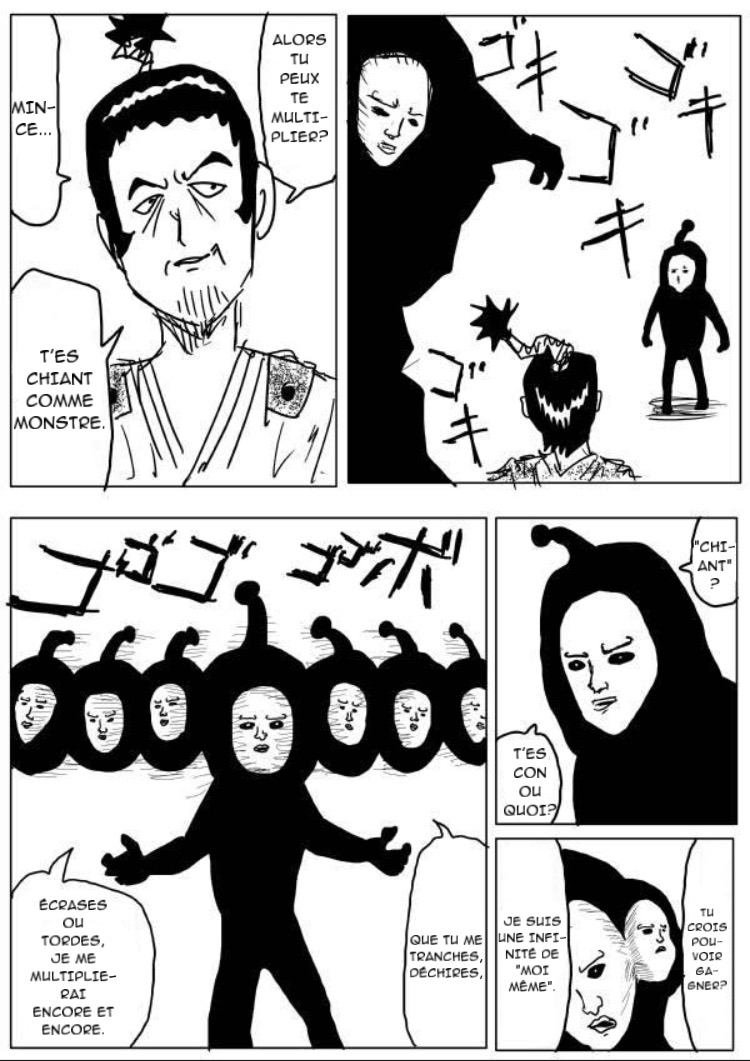 ゴキ
ゴキ
ゴキ
ゴキ
ALORS
TU
PEUX
TE
MULTI-
PLIER?
MIN-
CE...
T'ES
CHIANT
COMME
MONSTRE.
"CHI-
ANT"
?
T'ES
CON
OU
QUOI?
TU
CROIS
POU-
VOIR
GA-
GNER?
JE SUIS
UNE INFI-
NITÉ DE
"MOI
MÊME".
QUE TU ME
TRANCHES,
DÉCHIRES,
ÉCRASES
OU
TORDES,
JE ME
MULTIPLIE-
RAI
ENCORE ET
ENCORE.